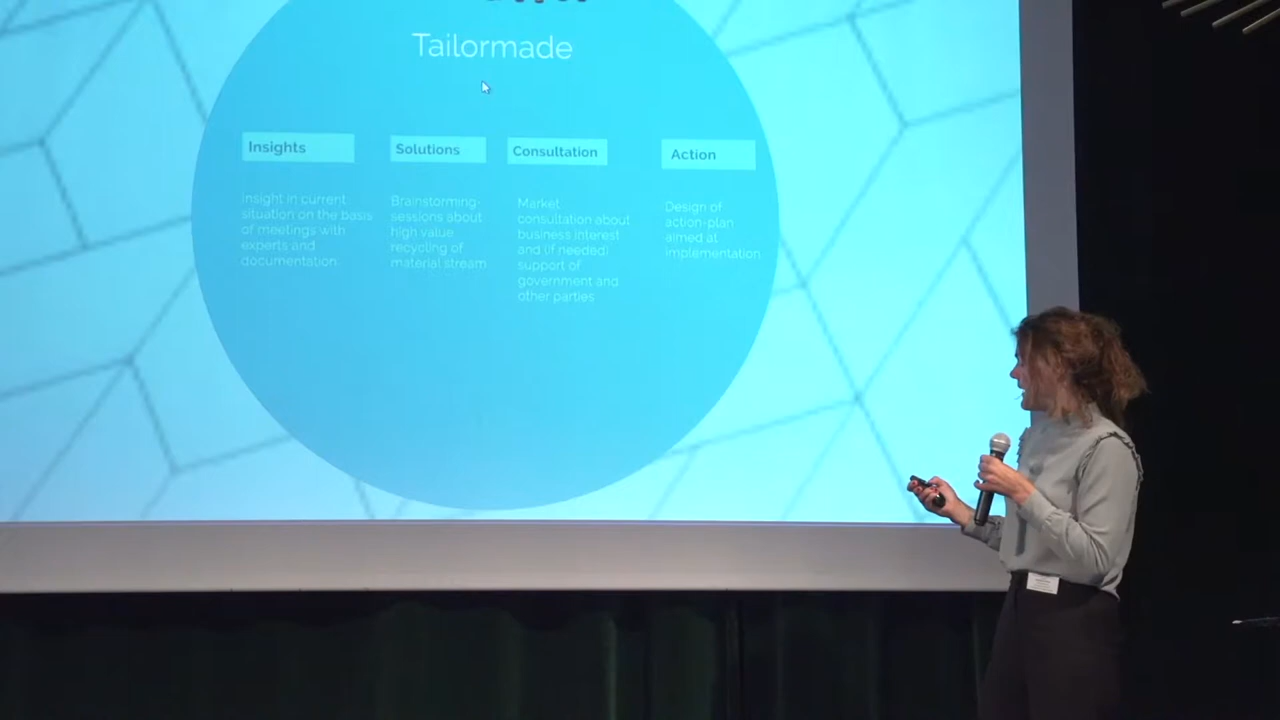 Tailormade
Insights
Solutions
Consultation
Action
Insight in current
situation on the basis
of meetings with
experts and
documentation.
Brainstorming-
sessions about
high value
recycling of
material stream
Market
consultation about
business interest
and (if needed)
support of
government and
other parties
Design of
action-plan
aimed at
implementation.